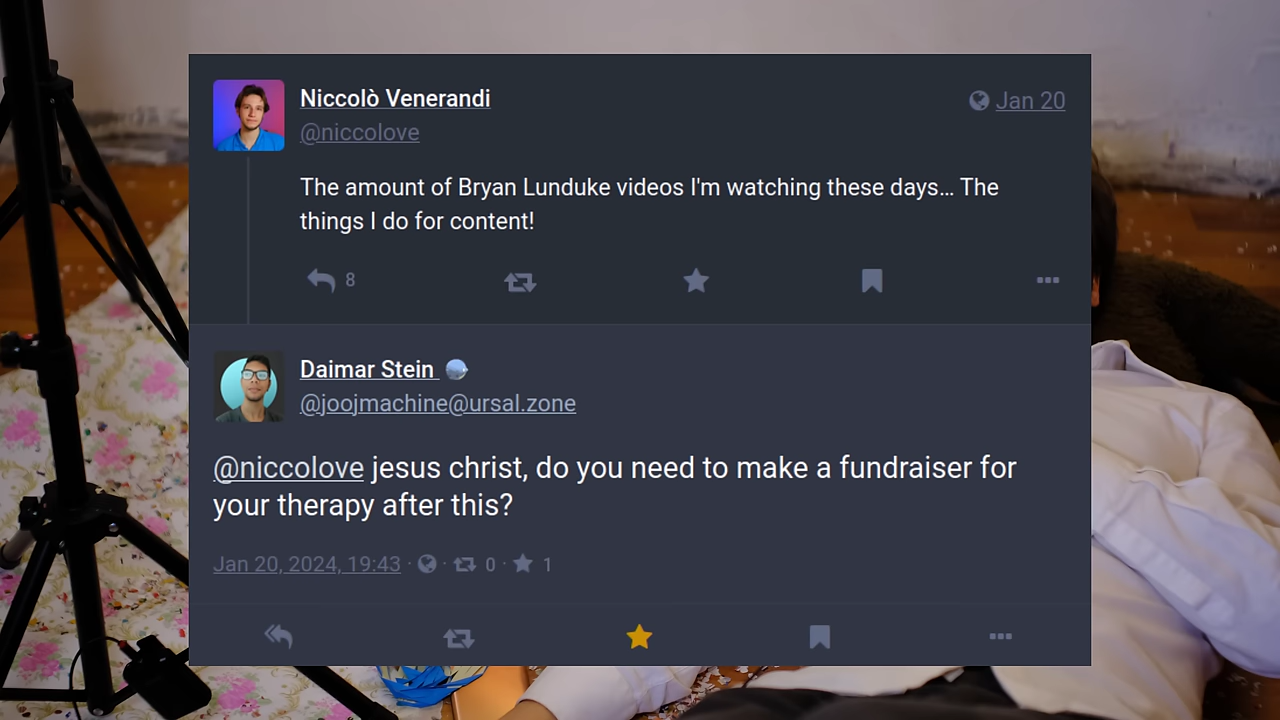 Niccolò Venerandi
Jan 20
@niccolove
The amount of Bryan Lunduke videos I'm watching these days… The
things I do for content!
8
Daimar Stein
@joojmachine@ursal.zone
@niccolove jesus christ, do you need to make a fundraiser for
your therapy after this?
Jan 20, 2024, 19:43 · · 0 · 1